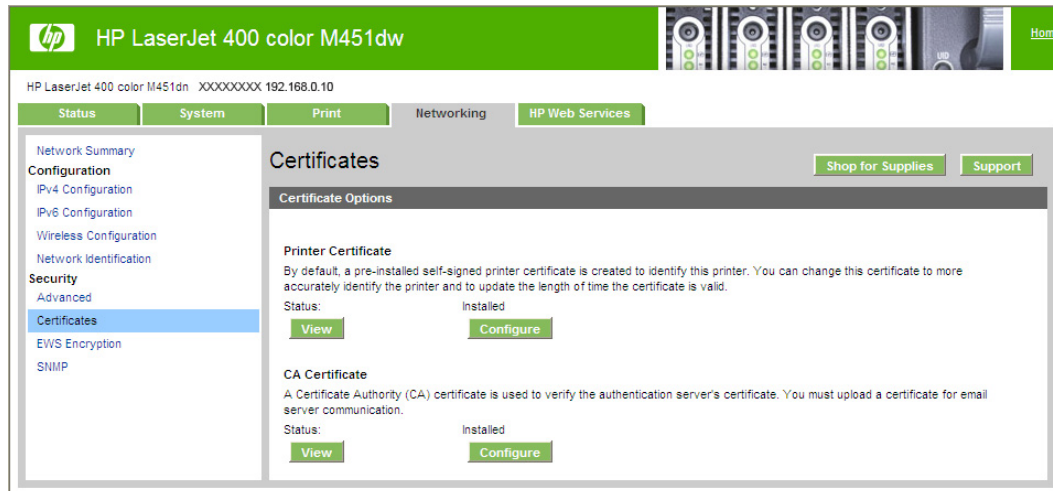 hp
HP LaserJet 400 color M451dw
HP LaserJet 400 color M451dn XXXXXXXX 192.168.0.10
Status
System
Print
Networking
HP Web Services
Network Summary
Configuration
IPv4 Configuration
IPv6 Configuration
Wireless Configuration
Network Identification
Security
Advanced
Certificates
EWS Encryption
SNMP
Certificates
Shop for Supplies
Support
Certificate Options
Printer Certificate
By default, a pre-installed self-signed printer certificate is created to identify this printer. You can change this certificate to more
accurately identify the printer and to update the length of time the certificate is valid.
Status: Installed
View
Configure
CA Certificate
A Certificate Authority (CA) certificate is used to verify the authentication server's certificate. You must upload a certificate for email
server communication.
Status: Installed
View
Configure